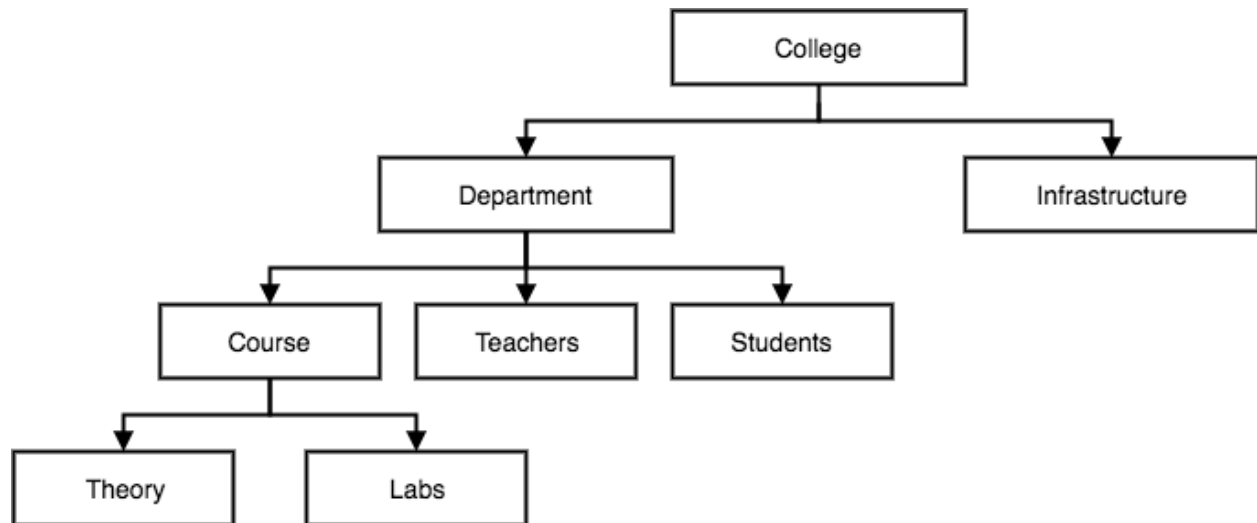 College
Department
Infrastructure
Course
Teachers
Students
Theory
Labs